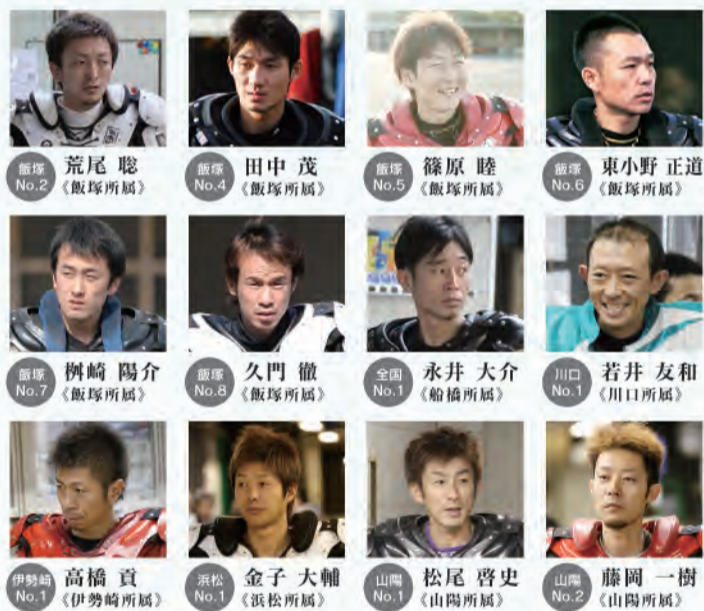 飯塚 No.2 荒尾 聡
《飯塚所属》
飯塚 No.4 田中 茂
《飯塚所属》
飯塚 No.5 篠原 睦
《飯塚所属》
飯塚 No.6 東小野 正道
《飯塚所属》
飯塚 No.7 桝崎 陽介
《飯塚所属》
飯塚 No.8 久門 徹
《飯塚所属》
全国 No.1 永井 大介
《船橋所属》
川口 No.1 若井 友和
《川口所属》
伊勢崎 No.1 高橋 貢
《伊勢崎所属》
浜松 No.1 金子 大輔
《浜松所属》
山陽 No.1 松尾 啓史
《山陽所属》
山陽 No.2 藤岡 一樹
《山陽所属》